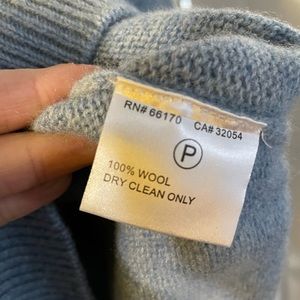 RN# 66170 CA# 32054
P
100% WOOL
DRY CLEAN ONLY